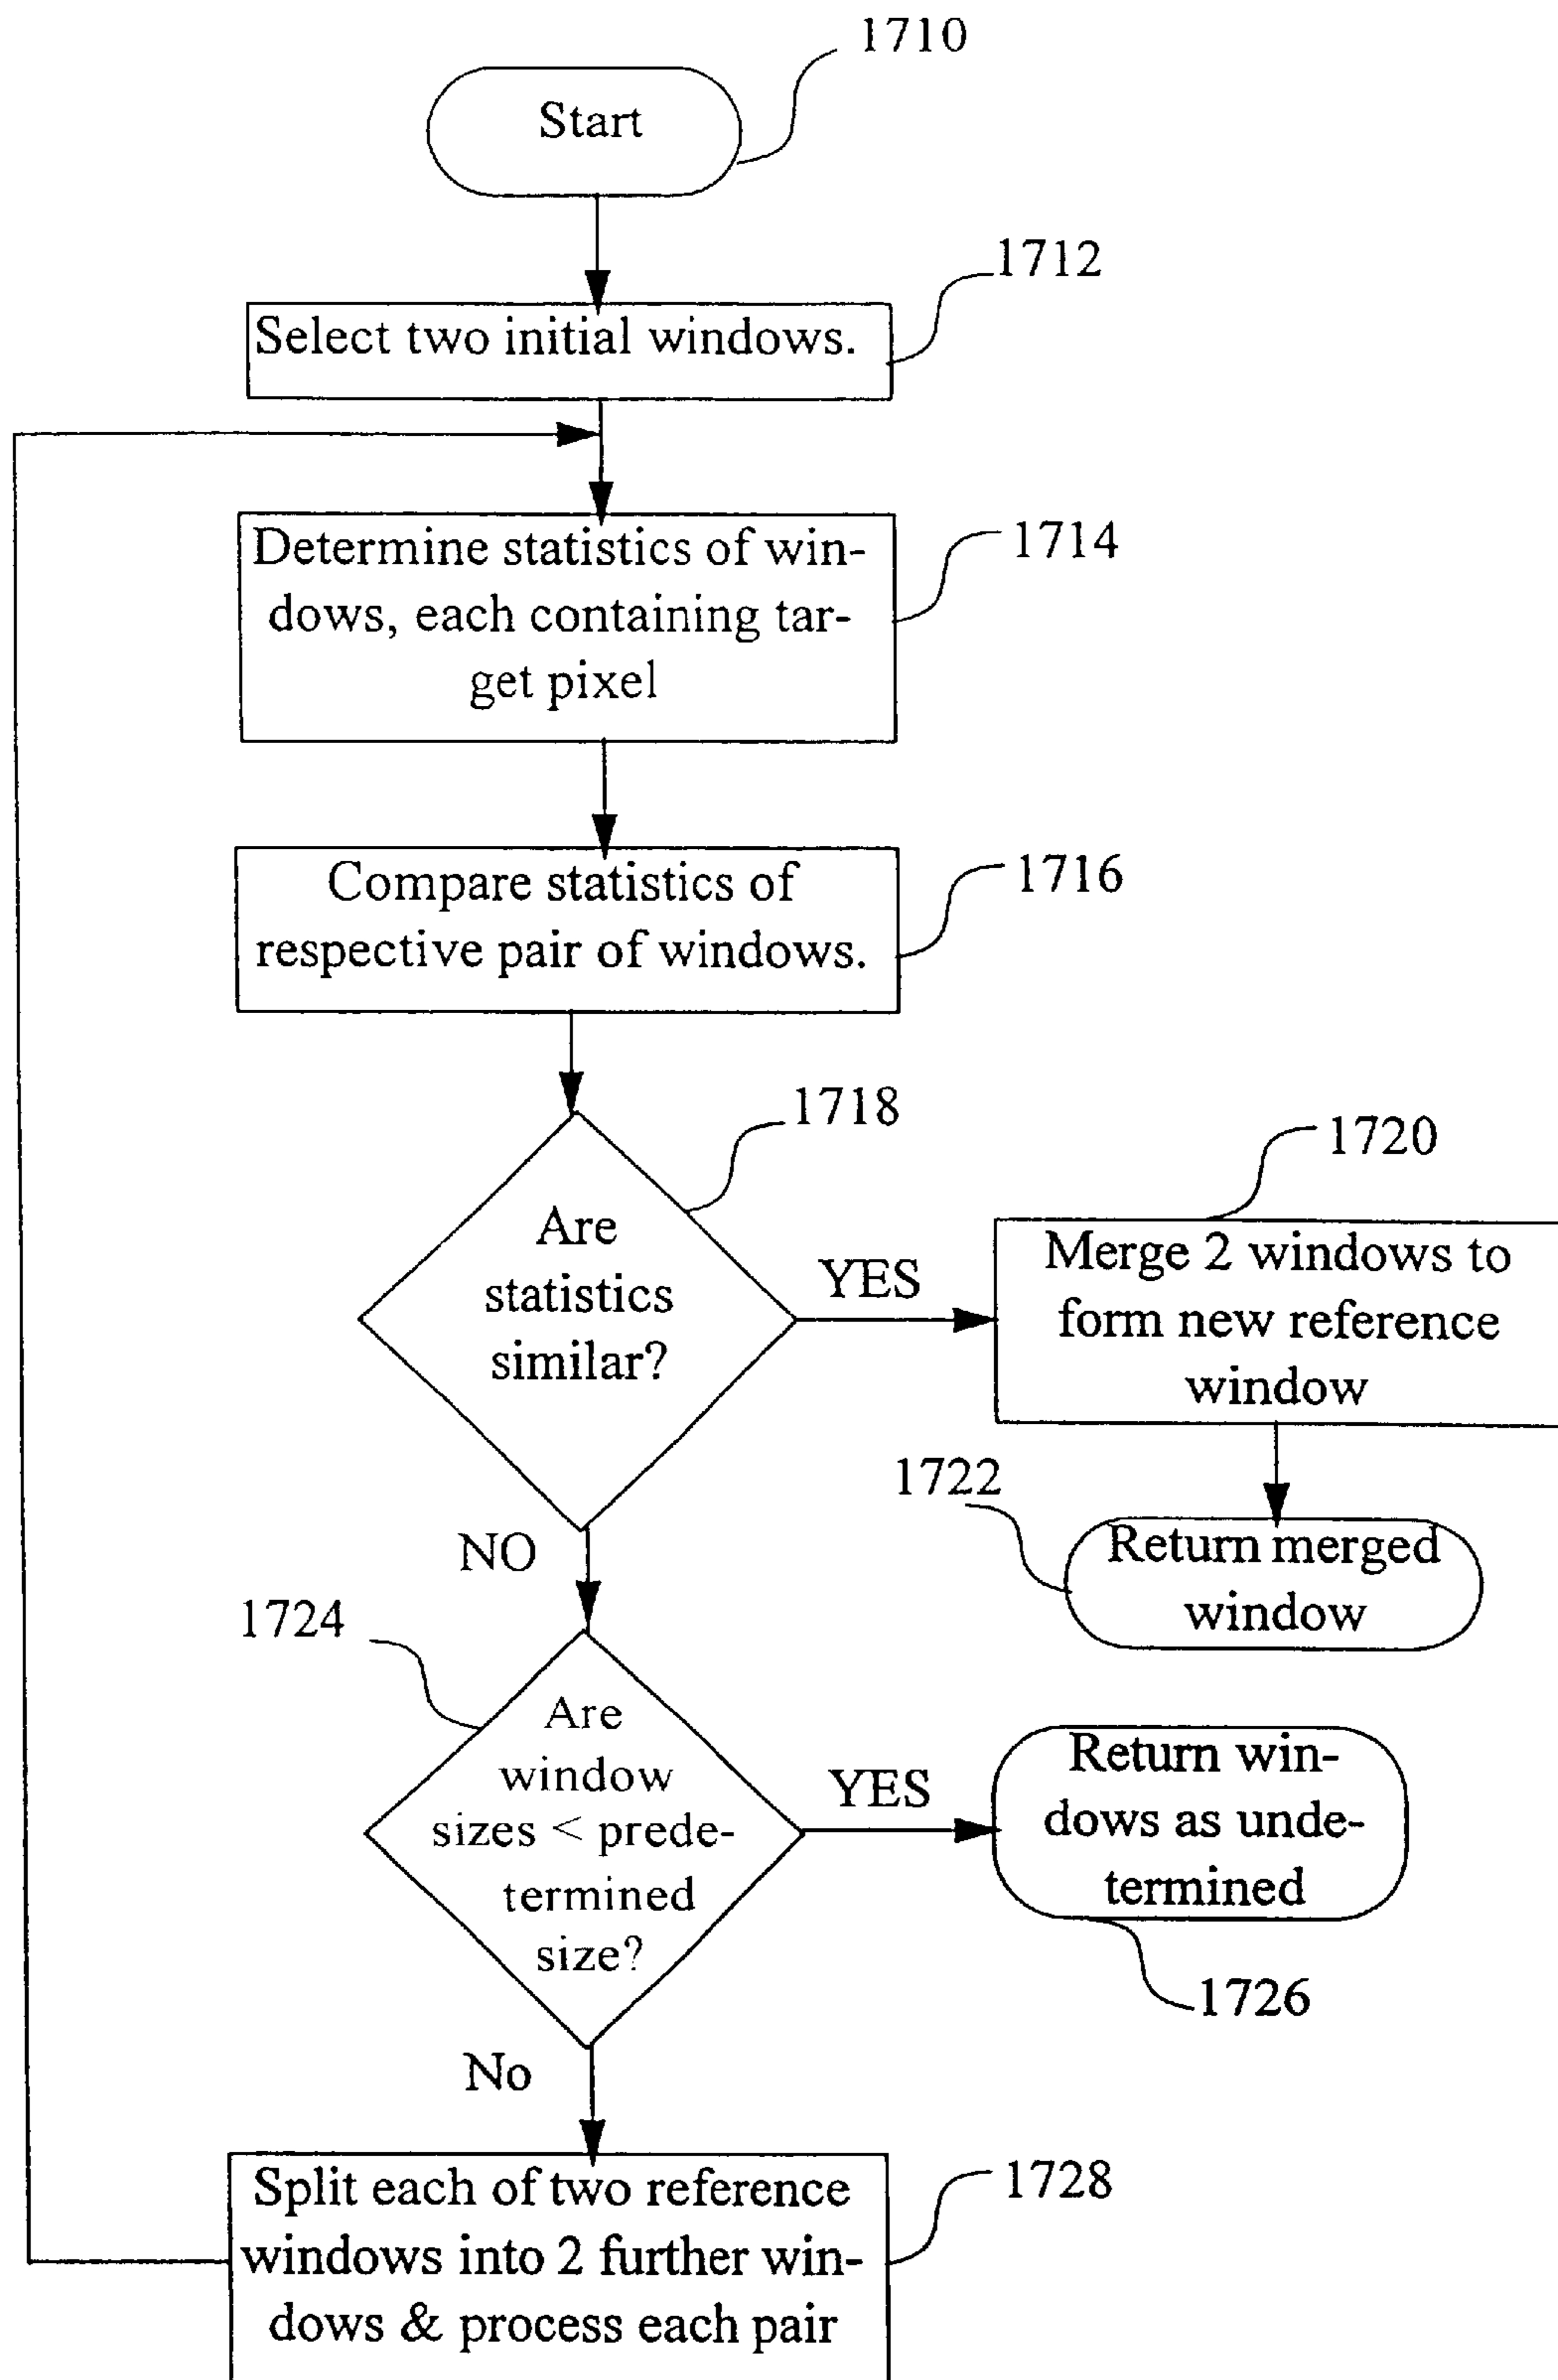 1710
Start
1712
Select two initial windows.
1714
Determine statistics of win-
dows, each containing tar-
get pixel
1716
Compare statistics of
respective pair of windows.
1718
Are
statistics
similar?
YES
1720
Merge 2 windows to
form new reference
window
1722
Return merged
window
NO
1724
Are
window
sizes < prede-
termined
size?
YES
Return win-
dows as unde-
termined
1726
No
1728
Split each of two reference
windows into 2 further win-
dows & process each pair